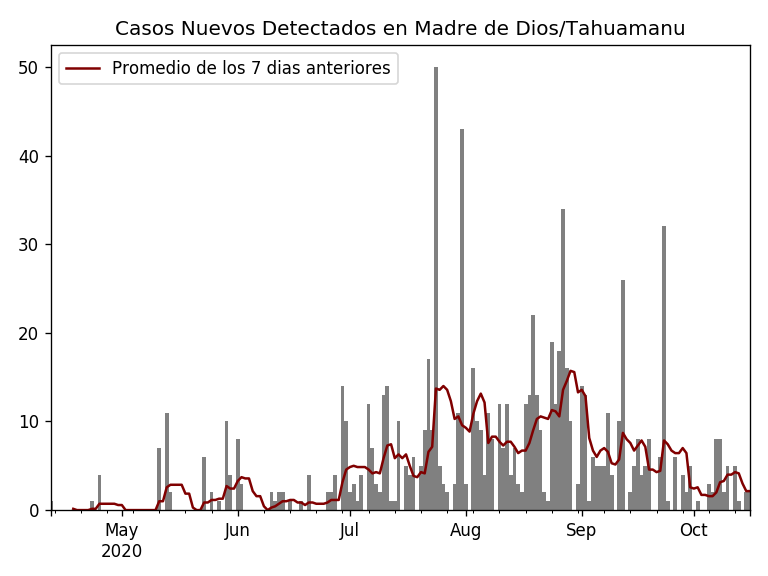 Casos Nuevos Detectados en Madre de Dios/Tahuamanu
Promedio de los 7 dias anteriores
50
40
30
20
10
0
May Jun Jul Aug Sep Oct
2020